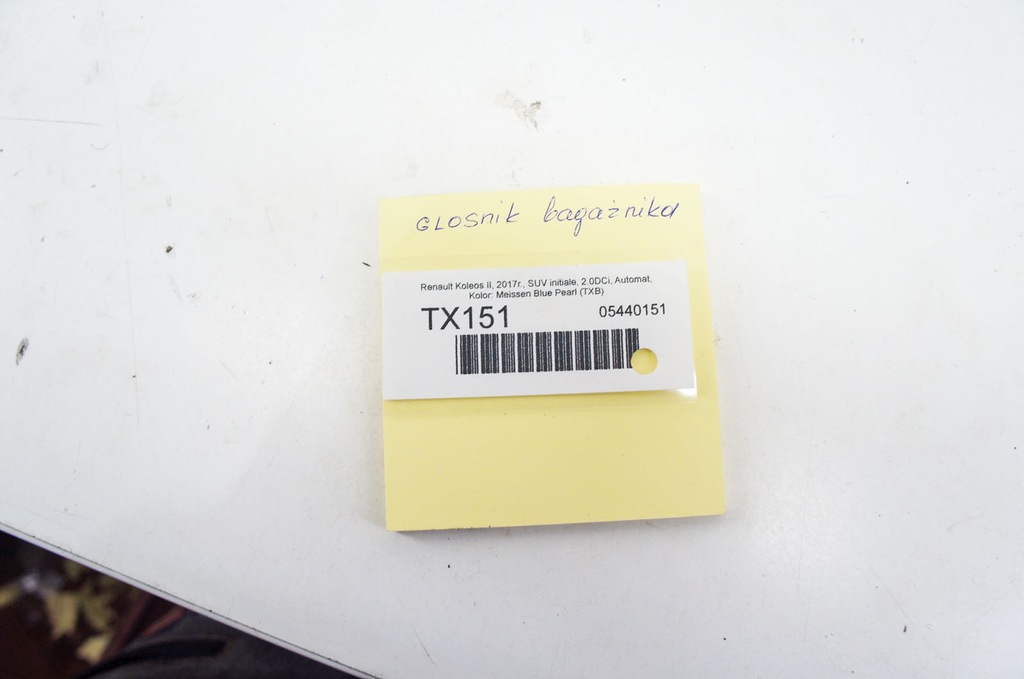 GLOSNIK bagażnika
Renault Koleos II, 2017r., SUV initiale, 2.0DCi, Automat,
Kolor: Meissen Blue Pearl (TXB)
TX151 05440151